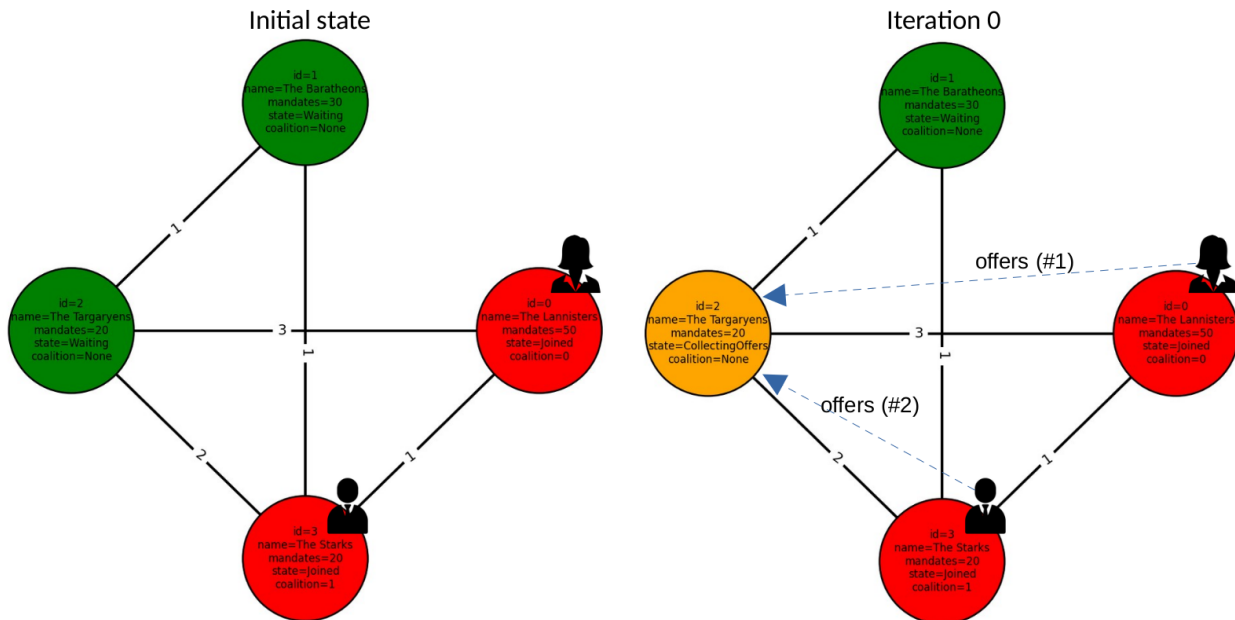 Initial state
id=1
name=The Baratheons
mandates=30
state=Waiting
coalition=None
1
id=2
name=The Targaryens
mandates=20
state=Waiting
coalition=None
3
1
id=0
name=The Lannisters
mandates=50
state=Joined
coalition=0
2
1
id=3
name=The Starks
mandates=20
state=Joined
coalition=1
Iteration 0
id=1
name=The Baratheons
mandates=30
state=Waiting
coalition=None
1
offers (#1)
id=2
name=The Targaryens
mandates=20
state=CollectingOffers
coalition=None
3
1
id=0
name=The Lannisters
mandates=50
state=Joined
coalition=0
offers (#2)
2
1
id=3
name=The Starks
mandates=20
state=Joined
coalition=1